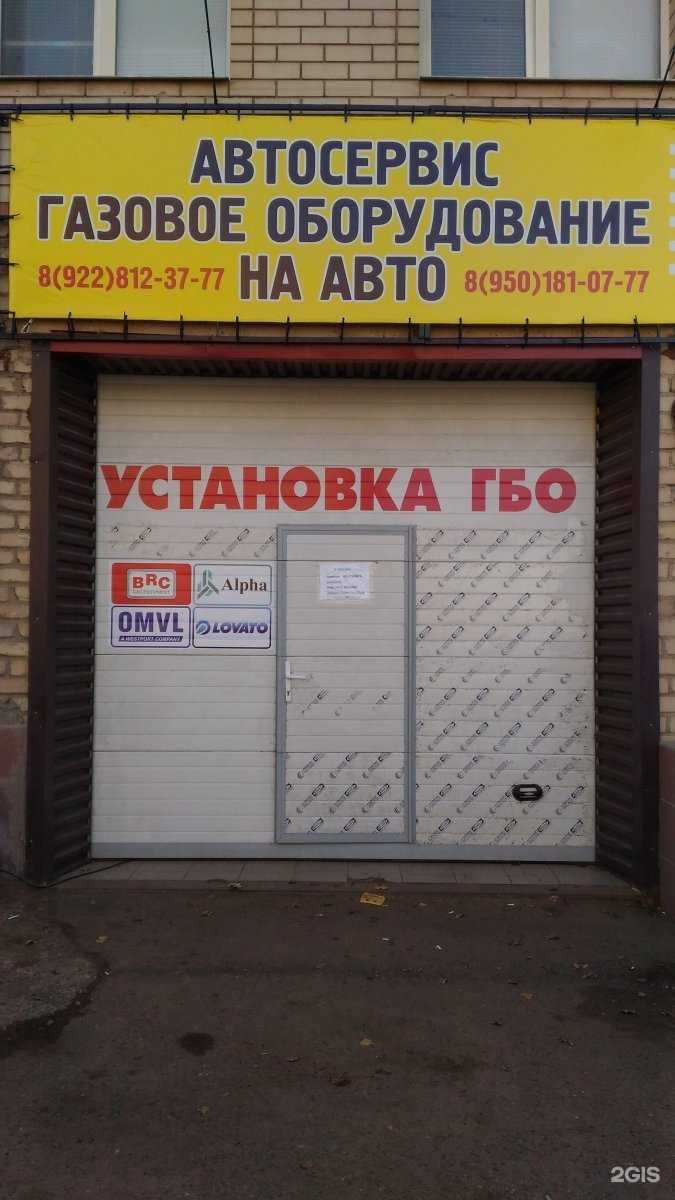 АВТОСЕРВИС
ГАЗОВОЕ ОБОРУДОВАНИЕ
8(922)812-37-77 НА АВТО 8(950)181-07-77
УСТАНОВКА ГБО
BRC
Alpha
OMVL
A WESTPORT COMPANY
LOVATO
2GIS